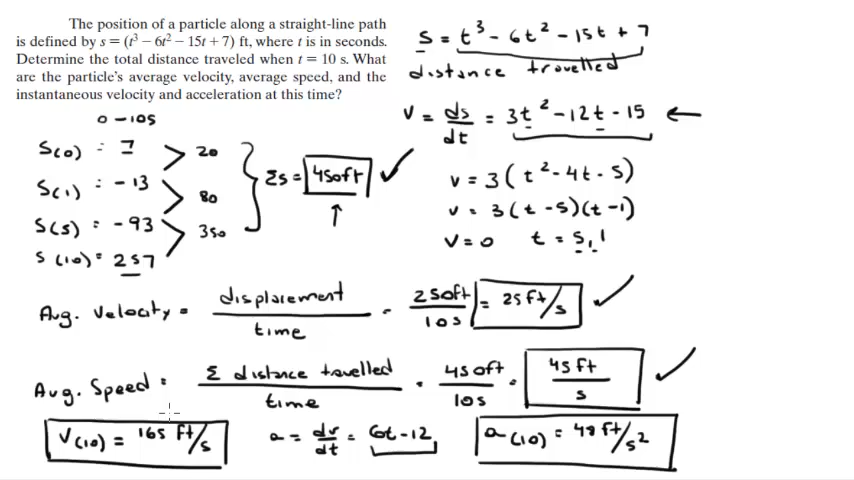 The position of a particle along a straight-line path
is defined by s = (t³ − 6t² − 15t + 7) ft, where t is in seconds.
Determine the total distance traveled when t = 10 s. What
are the particle's average velocity, average speed, and the
instantaneous velocity and acceleration at this time?
s = t³ - 6t² - 15t + 7
distance travelled
v = ds/dt = 3t² - 12t - 15 ←
v = 3(t² - 4t - 5)
v = 3(t - 5)(t - 1)
v = 0 t = 5, 1
0 - 10s
S(0) = 7
S(1) = -13
S(5) = -93
S(10) = 257
20
80
350
Σs = 450ft ✓
↑
Avg. Velocity = displacement/time = 250ft/10s = 25 ft/s ✓
Avg. Speed = Σ distance travelled/time = 450ft/10s = 45 ft/s ✓
V(10) = 165 ft/s
a = dv/dt = 6t - 12
a(10) = 48 ft/s²